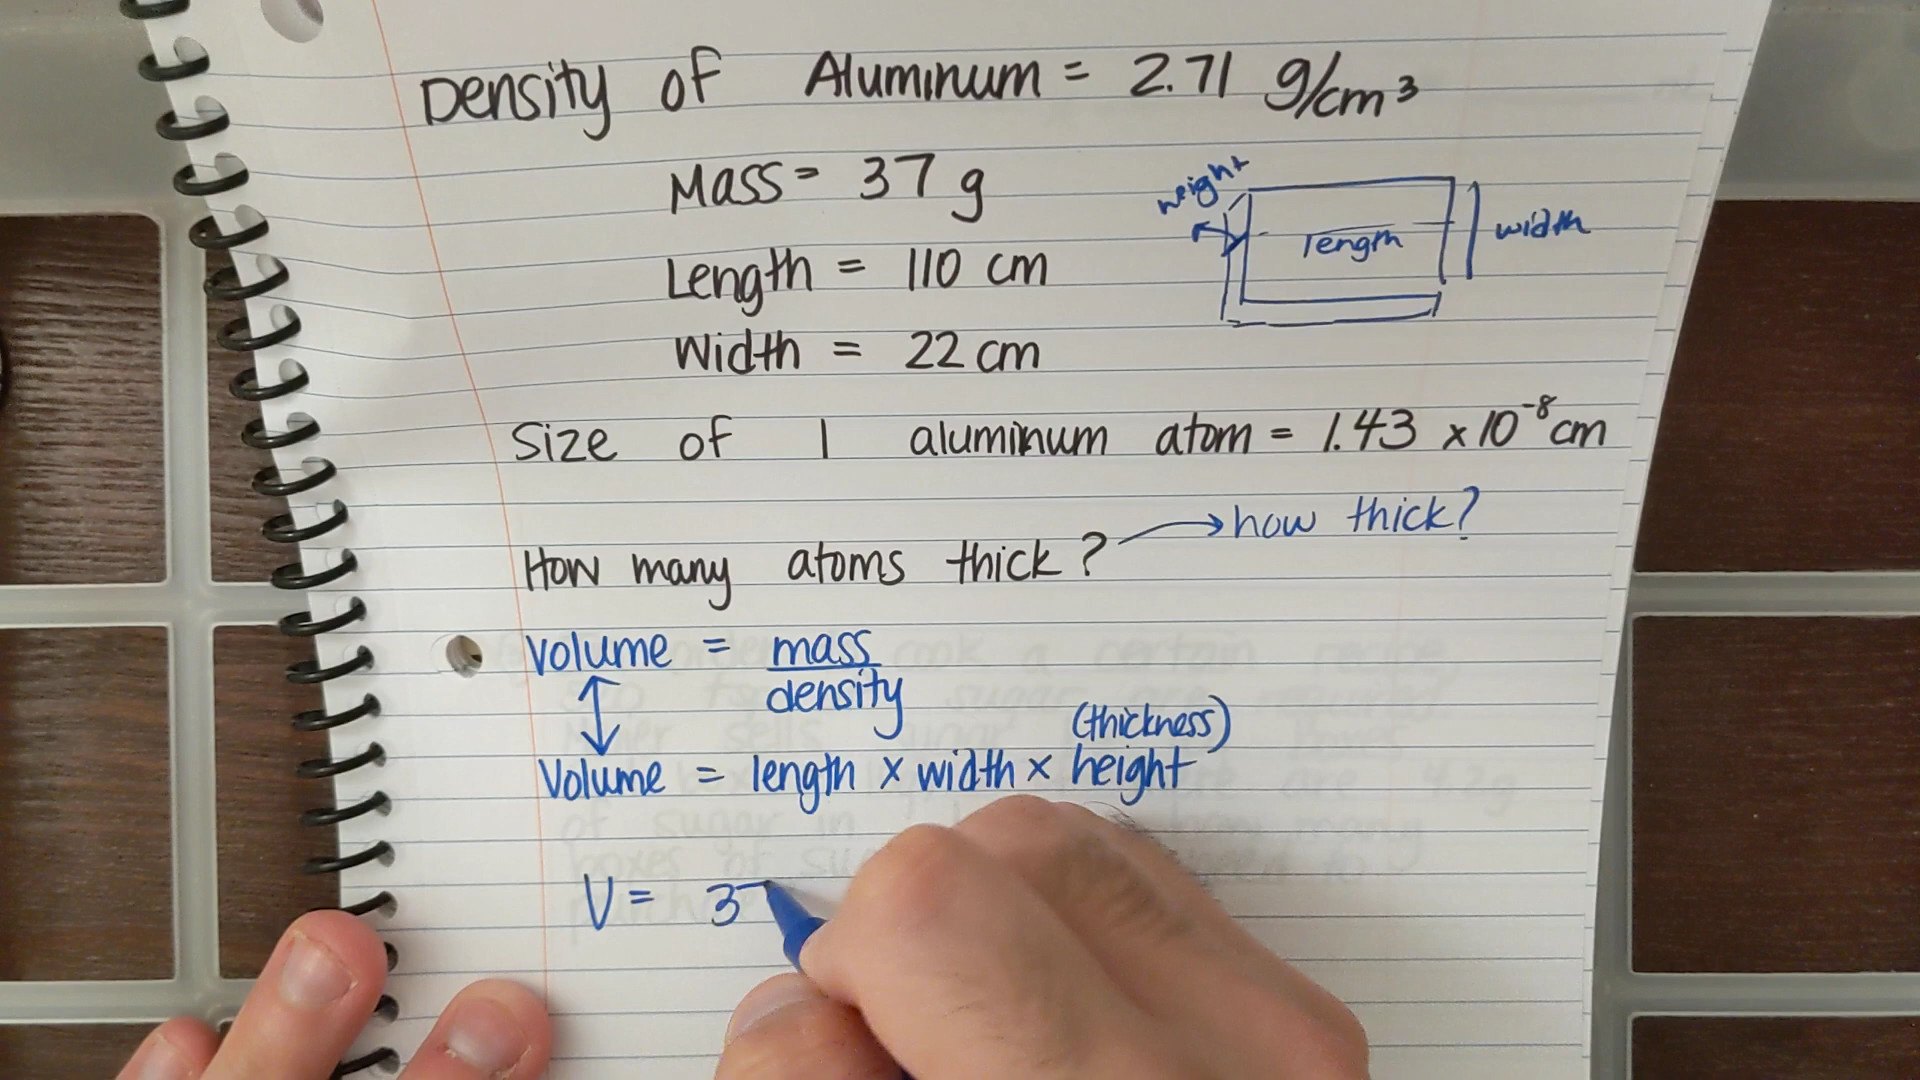 Density of Aluminum = 2.71 g/cm³
Mass = 37 g
Length = 110 cm
Width = 22 cm
height
length
width
Size of 1 aluminum atom = 1.43 x 10⁻⁸ cm
How many atoms thick? → how thick?
Volume = mass
density
(thickness)
Volume = length x width x height
V = 37